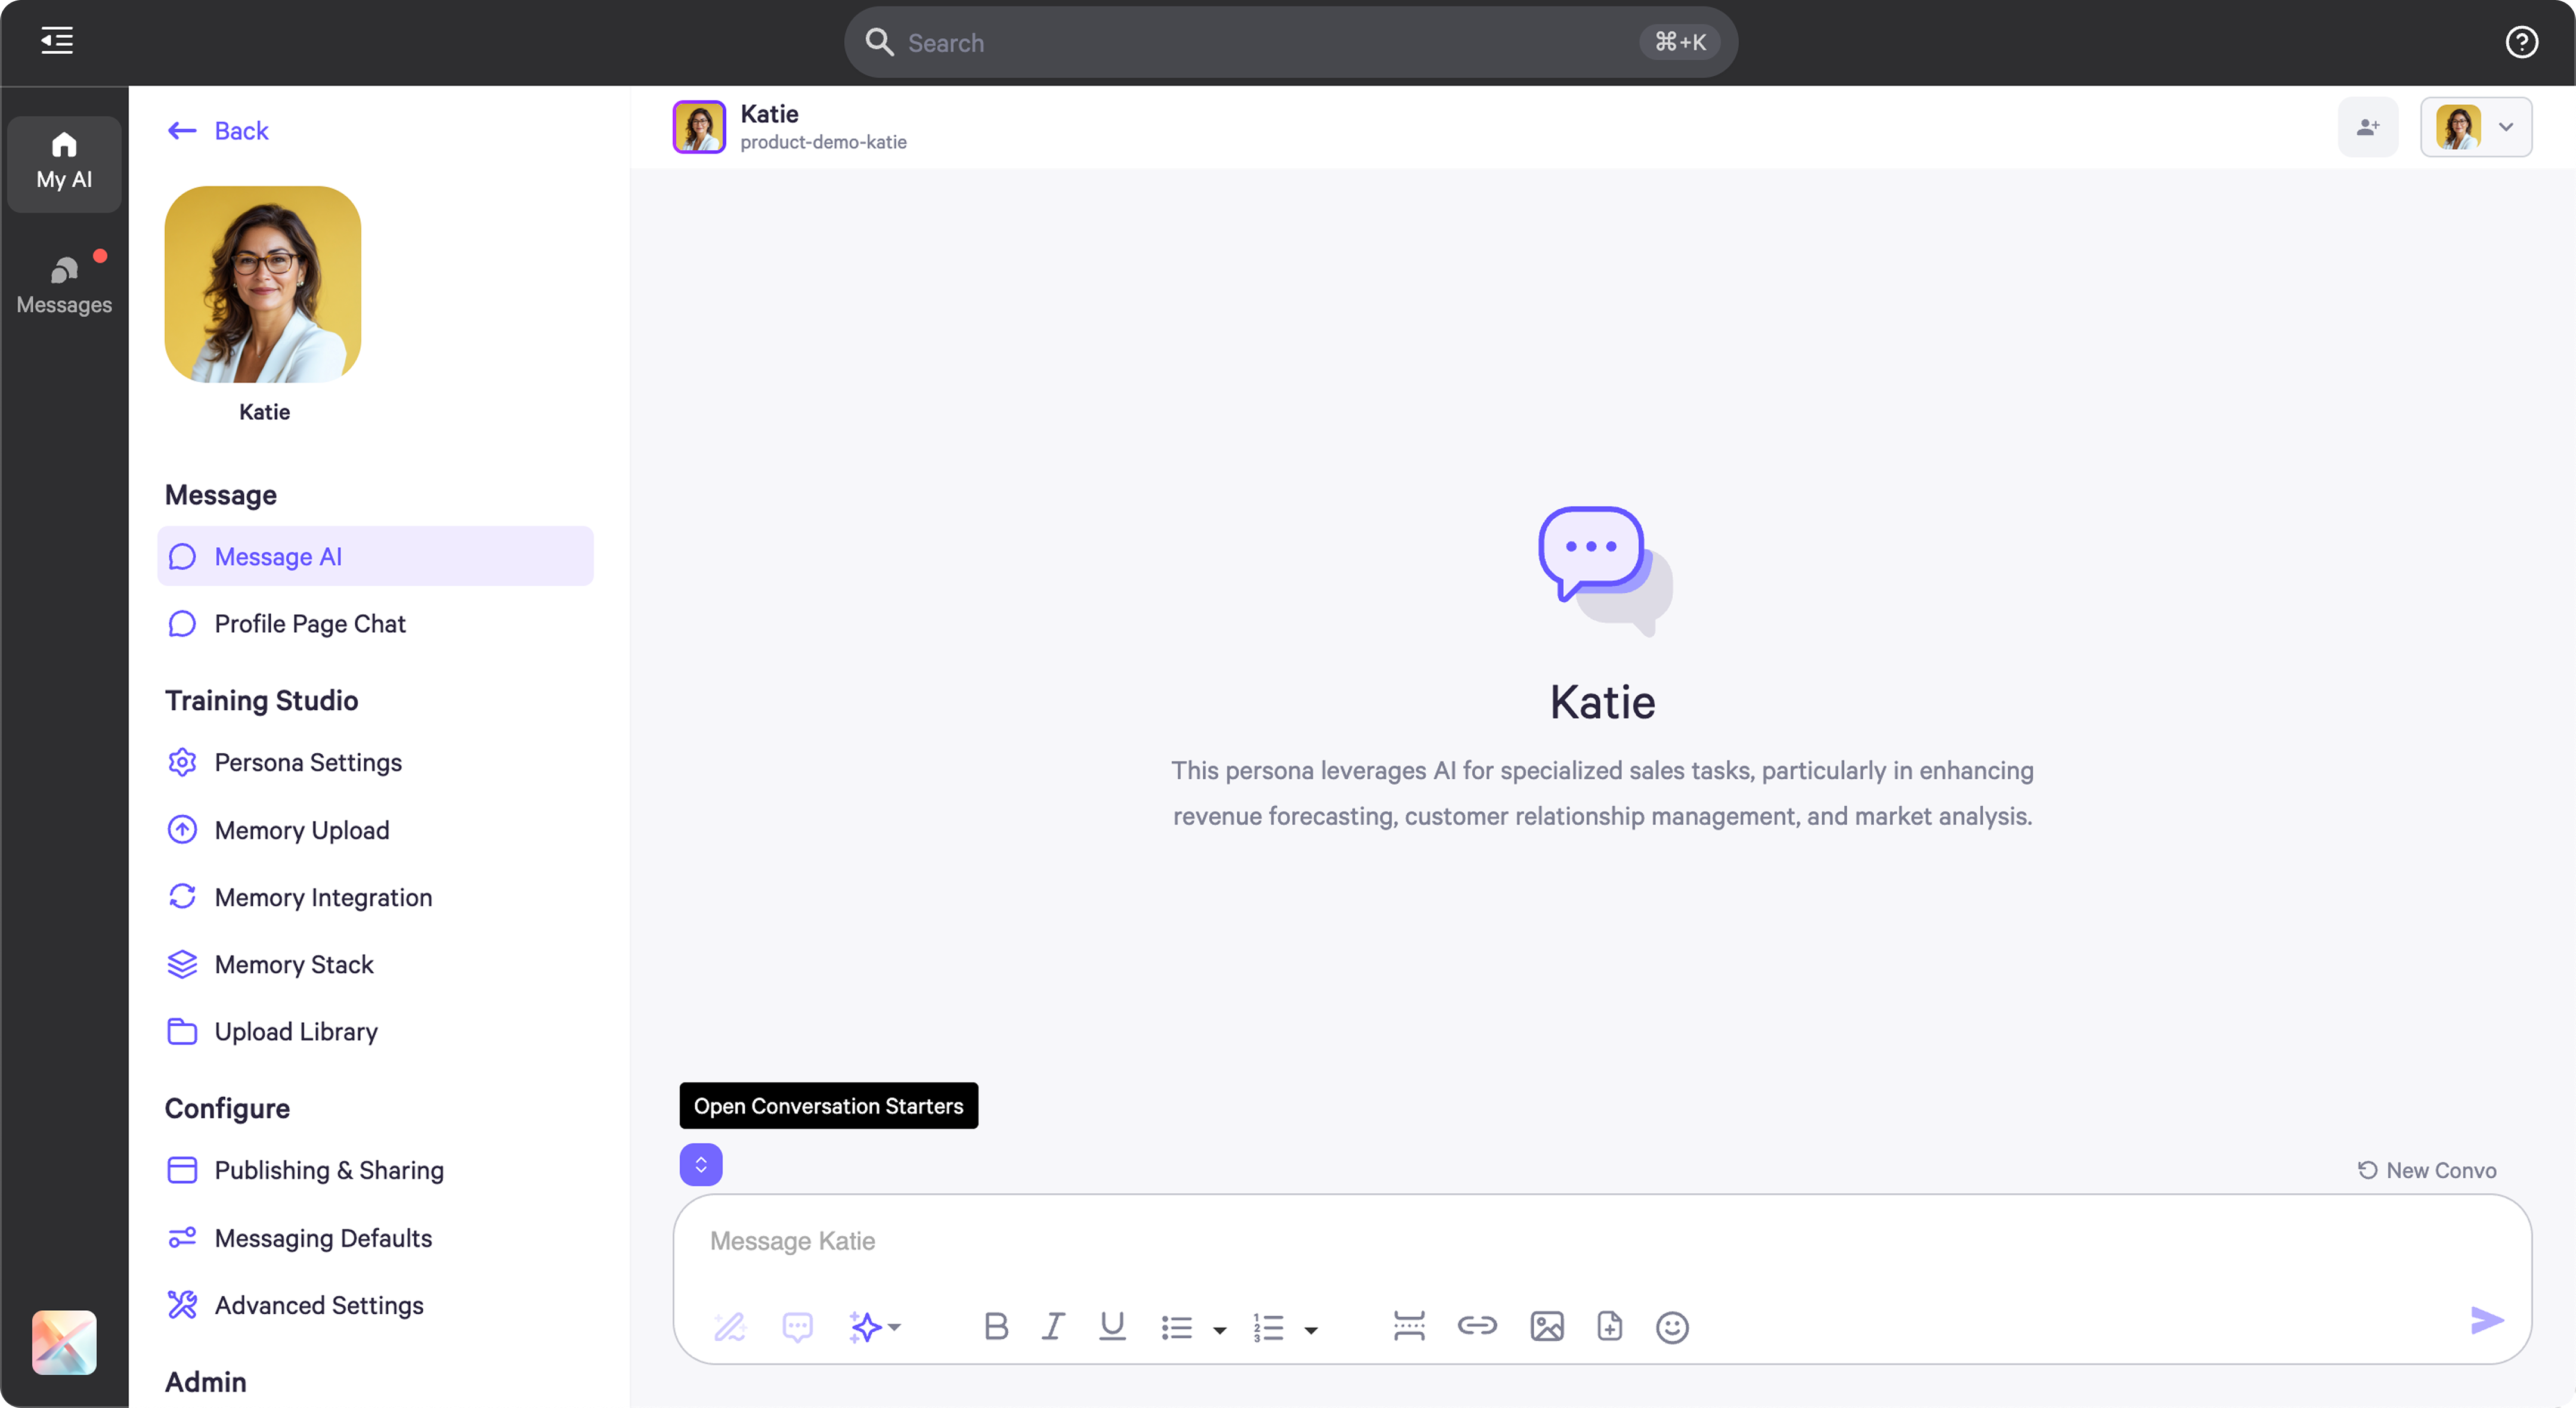 Search
⌘+K
My AI
Messages
Back
Katie
Message
Message AI
Profile Page Chat
Training Studio
Persona Settings
Memory Upload
Memory Integration
Memory Stack
Upload Library
Configure
Publishing & Sharing
Messaging Defaults
Advanced Settings
Admin
Katie
product-demo-katie
Katie
This persona leverages AI for specialized sales tasks, particularly in enhancing
revenue forecasting, customer relationship management, and market analysis.
Open Conversation Starters
New Convo
Message Katie